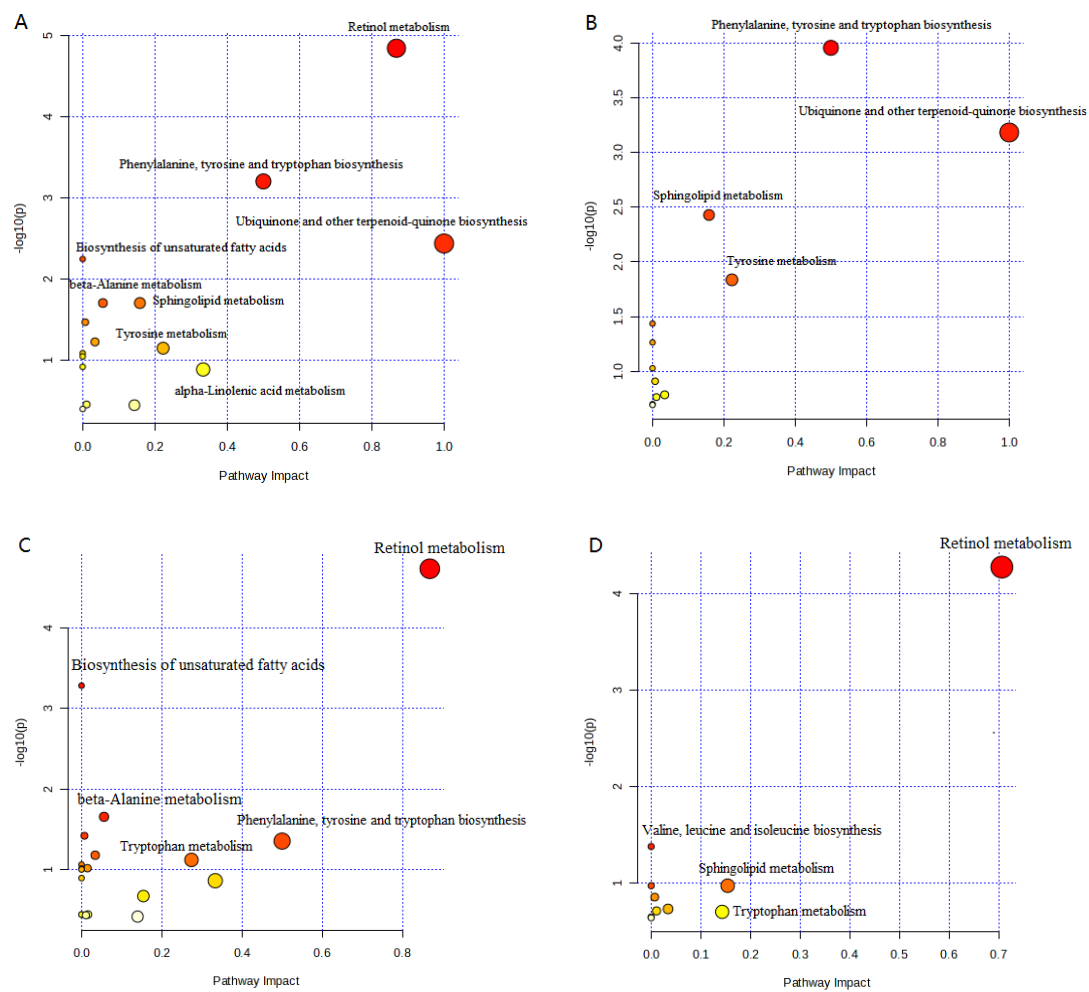 A
Retinol metabolism
Phenylalanine, tyrosine and tryptophan biosynthesis
Ubiquinone and other terpenoid-quinone biosynthesis
Biosynthesis of unsaturated fatty acids
beta-Alanine metabolism
Sphingolipid metabolism
Tyrosine metabolism
alpha-Linolenic acid metabolism
-log10(p)
5
4
3
2
1
0.0 0.2 0.4 0.6 0.8 1.0
Pathway Impact
B
Phenylalanine, tyrosine and tryptophan biosynthesis
Ubiquinone and other terpenoid-quinone biosynthesis
Sphingolipid metabolism
Tyrosine metabolism
-log10(p)
4.0
3.5
3.0
2.5
2.0
1.5
1.0
0.0 0.2 0.4 0.6 0.8 1.0
Pathway Impact
C
Retinol metabolism
Biosynthesis of unsaturated fatty acids
beta-Alanine metabolism
Phenylalanine, tyrosine and tryptophan biosynthesis
Tryptophan metabolism
-log10(p)
4
3
2
1
0.0 0.2 0.4 0.6 0.8
Pathway Impact
D
Retinol metabolism
Valine, leucine and isoleucine biosynthesis
Sphingolipid metabolism
Tryptophan metabolism
-log10(p)
4
3
2
1
0.0 0.1 0.2 0.3 0.4 0.5 0.6 0.7
Pathway Impact